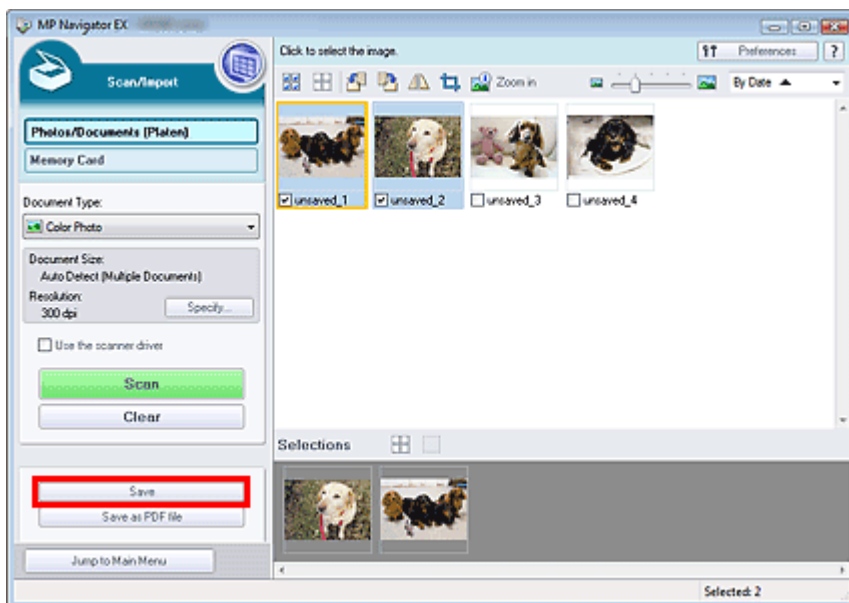 MP Navigator EX
Scan/Import
Photos/Documents (Platen)
Memory Card
Document Type:
Color Photo
Document Size:
Auto Detect (Multiple Documents)
Resolution:
300 dpi
Specify...
Use the scanner driver
Scan
Clear
Save
Save as PDF file
Jump to Main Menu
Click to select the image.
Preferences
?
Zoom in
By Date
unsaved_1
unsaved_2
unsaved_3
unsaved_4
Selections
Selected: 2